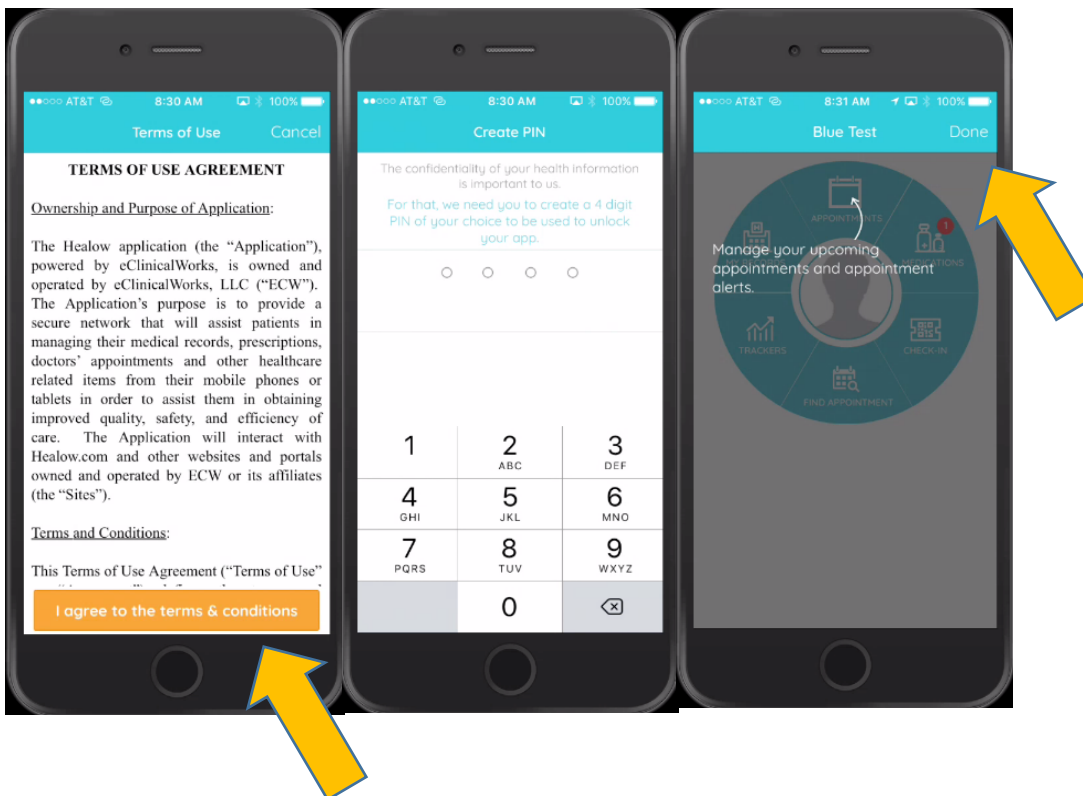 AT&T 8:30 AM 100%
Terms of Use Cancel
TERMS OF USE AGREEMENT
Ownership and Purpose of Application:
The Healow application (the “Application”),
powered by eClinicalWorks, is owned and
operated by eClinicalWorks, LLC (“ECW”).
The Application’s purpose is to provide a
secure network that will assist patients in
managing their medical records, prescriptions,
doctors’ appointments and other healthcare
related items from their mobile phones or
tablets in order to assist them in obtaining
improved quality, safety, and efficiency of
care. The Application will interact with
Healow.com and other websites and portals
owned and operated by ECW or its affiliates
(the “Sites”).
Terms and Conditions:
This Terms of Use Agreement (“Terms of Use”
I agree to the terms & conditions
AT&T 8:30 AM 100%
Create PIN
The confidentiality of your health information
is important to us.
For that, we need you to create a 4 digit
PIN of your choice to be used to unlock
your app.
1 2 3
ABC DEF
4 5 6
GHI JKL MNO
7 8 9
PQRS TUV WXYZ
0
AT&T 8:31 AM 100%
Blue Test Done
APPOINTMENTS
1
Manage your upcoming
MEDICATIONS
appointments and appointment
alerts.
TRACKERS
CHECK-IN
FIND APPOINTMENT